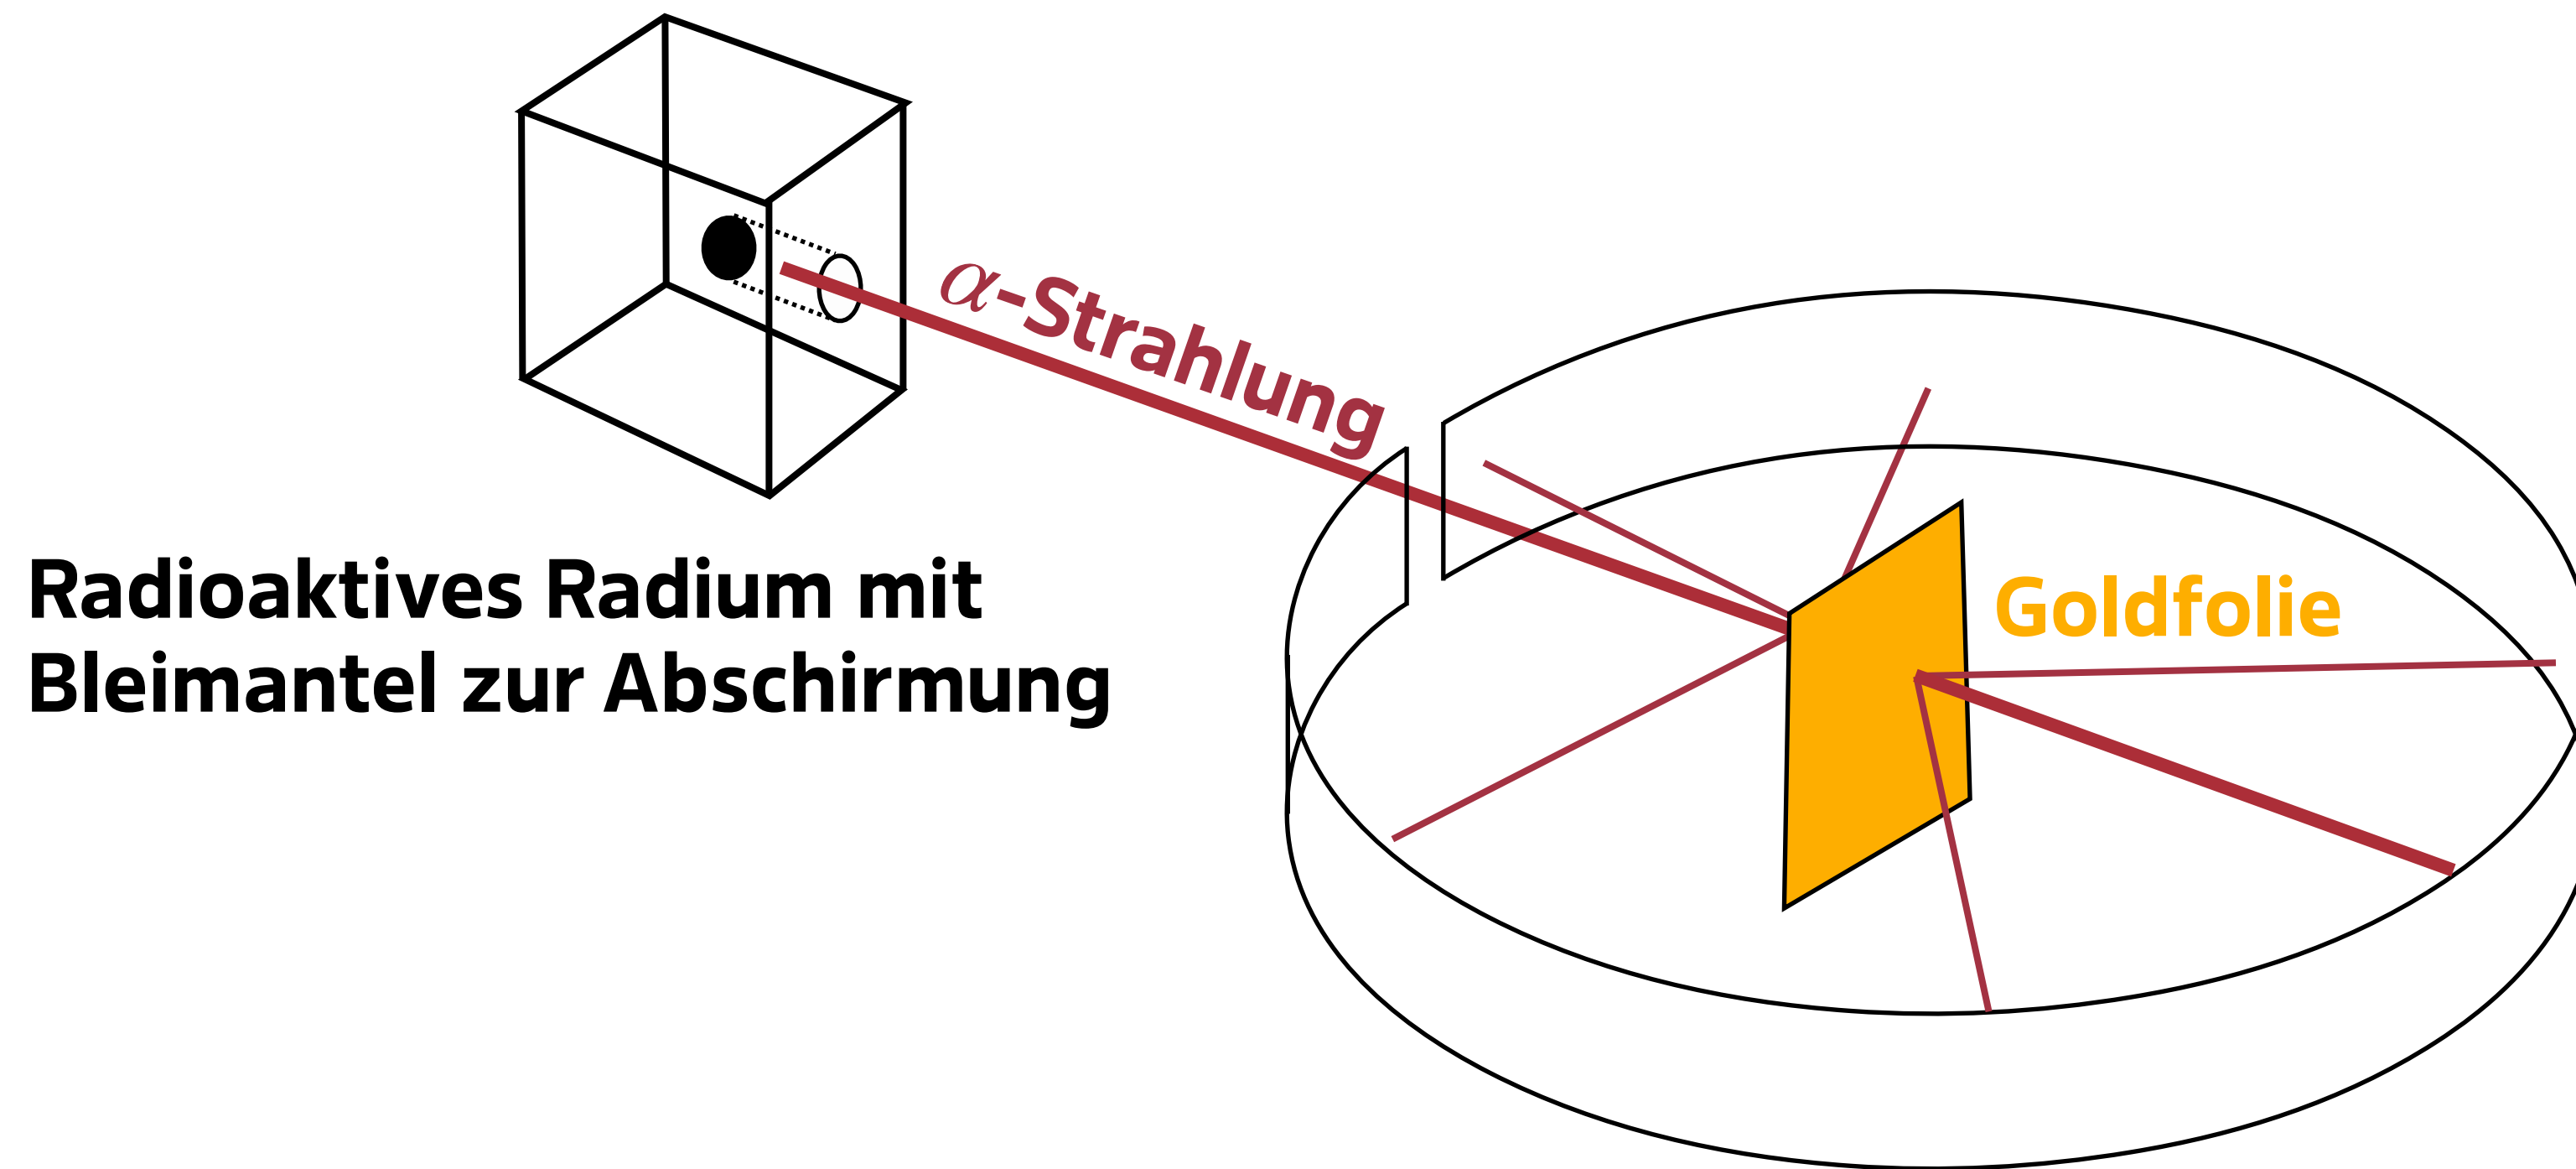 α-Strahlung
Radioaktives Radium mit
Bleimantel zur Abschirmung
Goldfolie